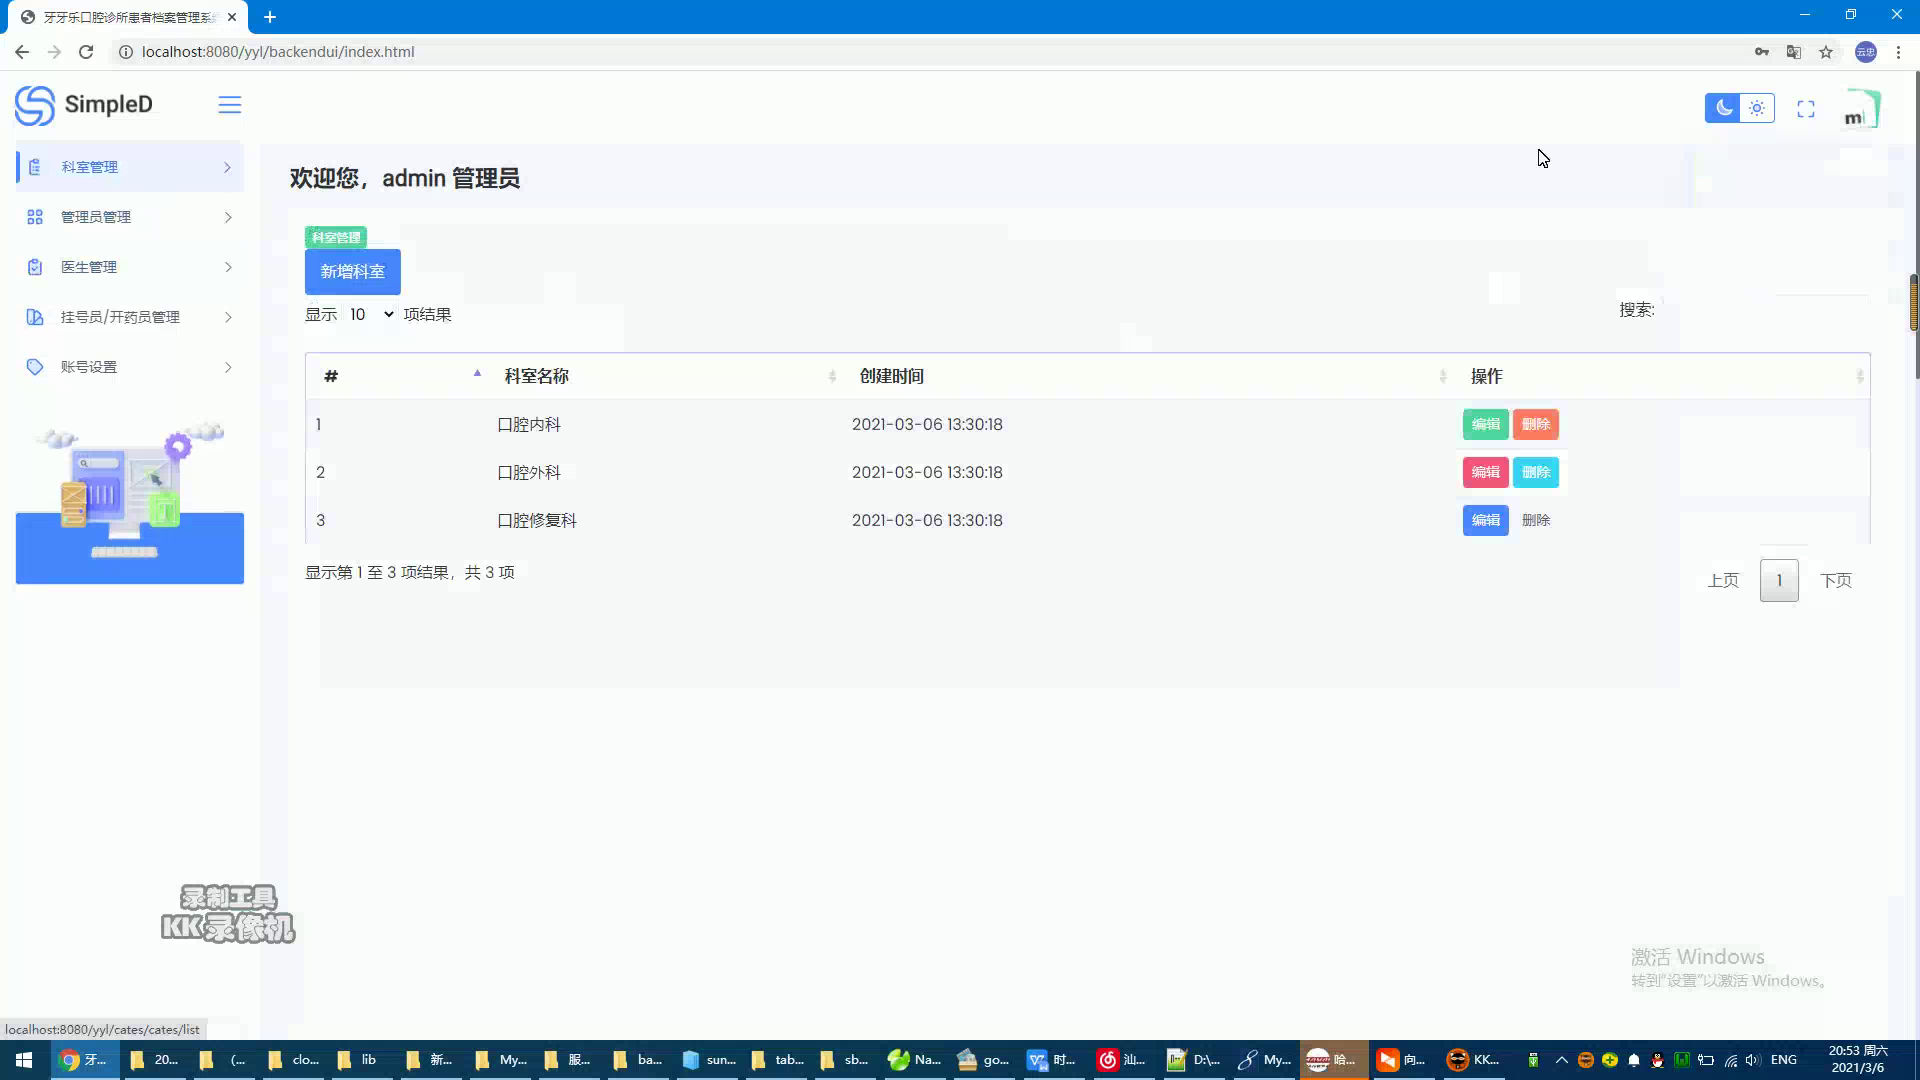 牙牙乐口腔诊所患者档案管理系
localhost:8080/yyl/backendui/index.html
云忠
SimpleD
科室管理
管理员管理
医生管理
挂号员/开药员管理
账号设置
欢迎您，admin 管理员
科室管理
新增科室
显示 10 项结果
搜索:
# 科室名称 创建时间 操作
1 口腔内科 2021-03-06 13:30:18 编辑 删除
2 口腔外科 2021-03-06 13:30:18 编辑 删除
3 口腔修复科 2021-03-06 13:30:18 编辑 删除
显示第 1 至 3 项结果，共 3 项
上页 1 下页
录制工具
KK录像机
激活 Windows
转到"设置"以激活 Windows。
localhost:8080/yyl/cates/cates/list
牙... 20... (... clo... lib 新... My... 服... ba... sun... tab... sb... Na... go... 时... 汕... D:\... My... 哈... 向... KK... ENG
20:53 周六
2021/3/6